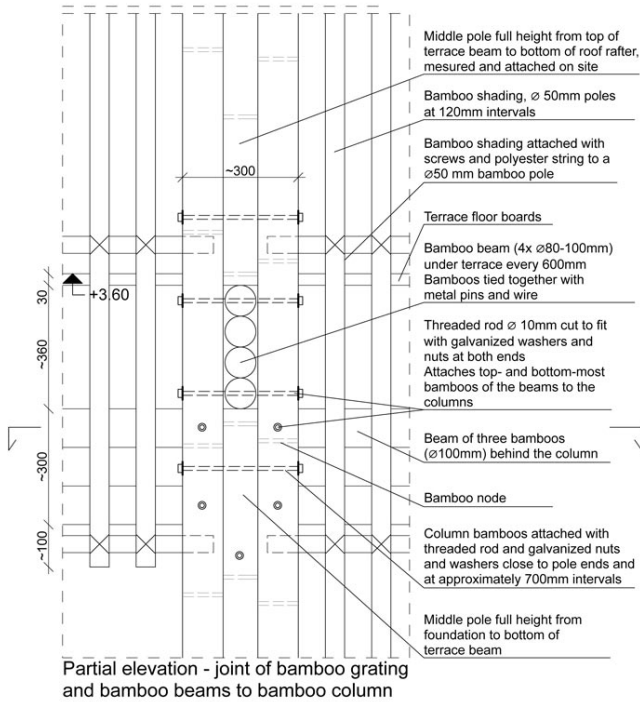 Middle pole full height from top of
terrace beam to bottom of roof rafter,
mesured and attached on site
Bamboo shading, ⌀ 50mm poles
at 120mm intervals
Bamboo shading attached with
screws and polyester string to a
⌀50 mm bamboo pole
~300
Terrace floor boards
Bamboo beam (4x ⌀80-100mm)
under terrace every 600mm
Bamboos tied together with
metal pins and wire
+3.60
30
~360
~300
~100
Threaded rod ⌀ 10mm cut to fit
with galvanized washers and
nuts at both ends
Attaches top- and bottom-most
bamboos of the beams to the
columns
Beam of three bamboos
(⌀100mm) behind the column
Bamboo node
Column bamboos attached with
threaded rod and galvanized nuts
and washers close to pole ends and
at approximately 700mm intervals
Middle pole full height from
foundation to bottom of
terrace beam
Partial elevation - joint of bamboo grating
and bamboo beams to bamboo column